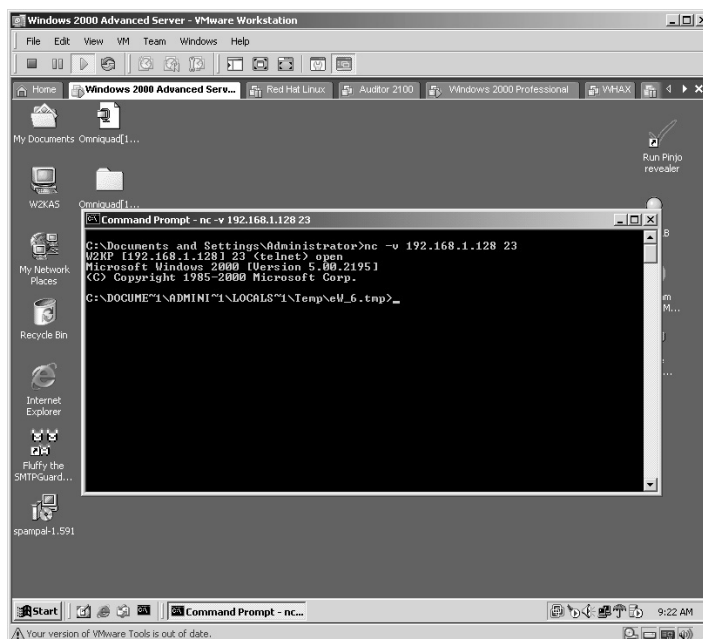 Windows 2000 Advanced Server - VMware Workstation
File Edit View VM Team Windows Help
Home Windows 2000 Advanced Serv... Red Hat Linux Auditor 2100 Windows 2000 Professional WHAX
My Documents
Omniquad[1...
Run Pinjo
revealer
W2KAS
Omniquad[1...
Command Prompt - nc -v 192.168.1.128 23
C:\Documents and Settings\Administrator>nc -v 192.168.1.128 23
W2KP [192.168.1.128] 23 (telnet) open
Microsoft Windows 2000 [Version 5.00.2195]
(C) Copyright 1985-2000 Microsoft Corp.
C:\DOCUME~1\ADMINI~1\LOCALS~1\Temp\eW_6.tmp>_
My Network
Places
M...
Recycle Bin
Internet
Explorer
Fluffy the
SMTPGuard...
spampal-1.591
Start Command Prompt - nc... 9:22 AM
Your version of VMware Tools is out of date.